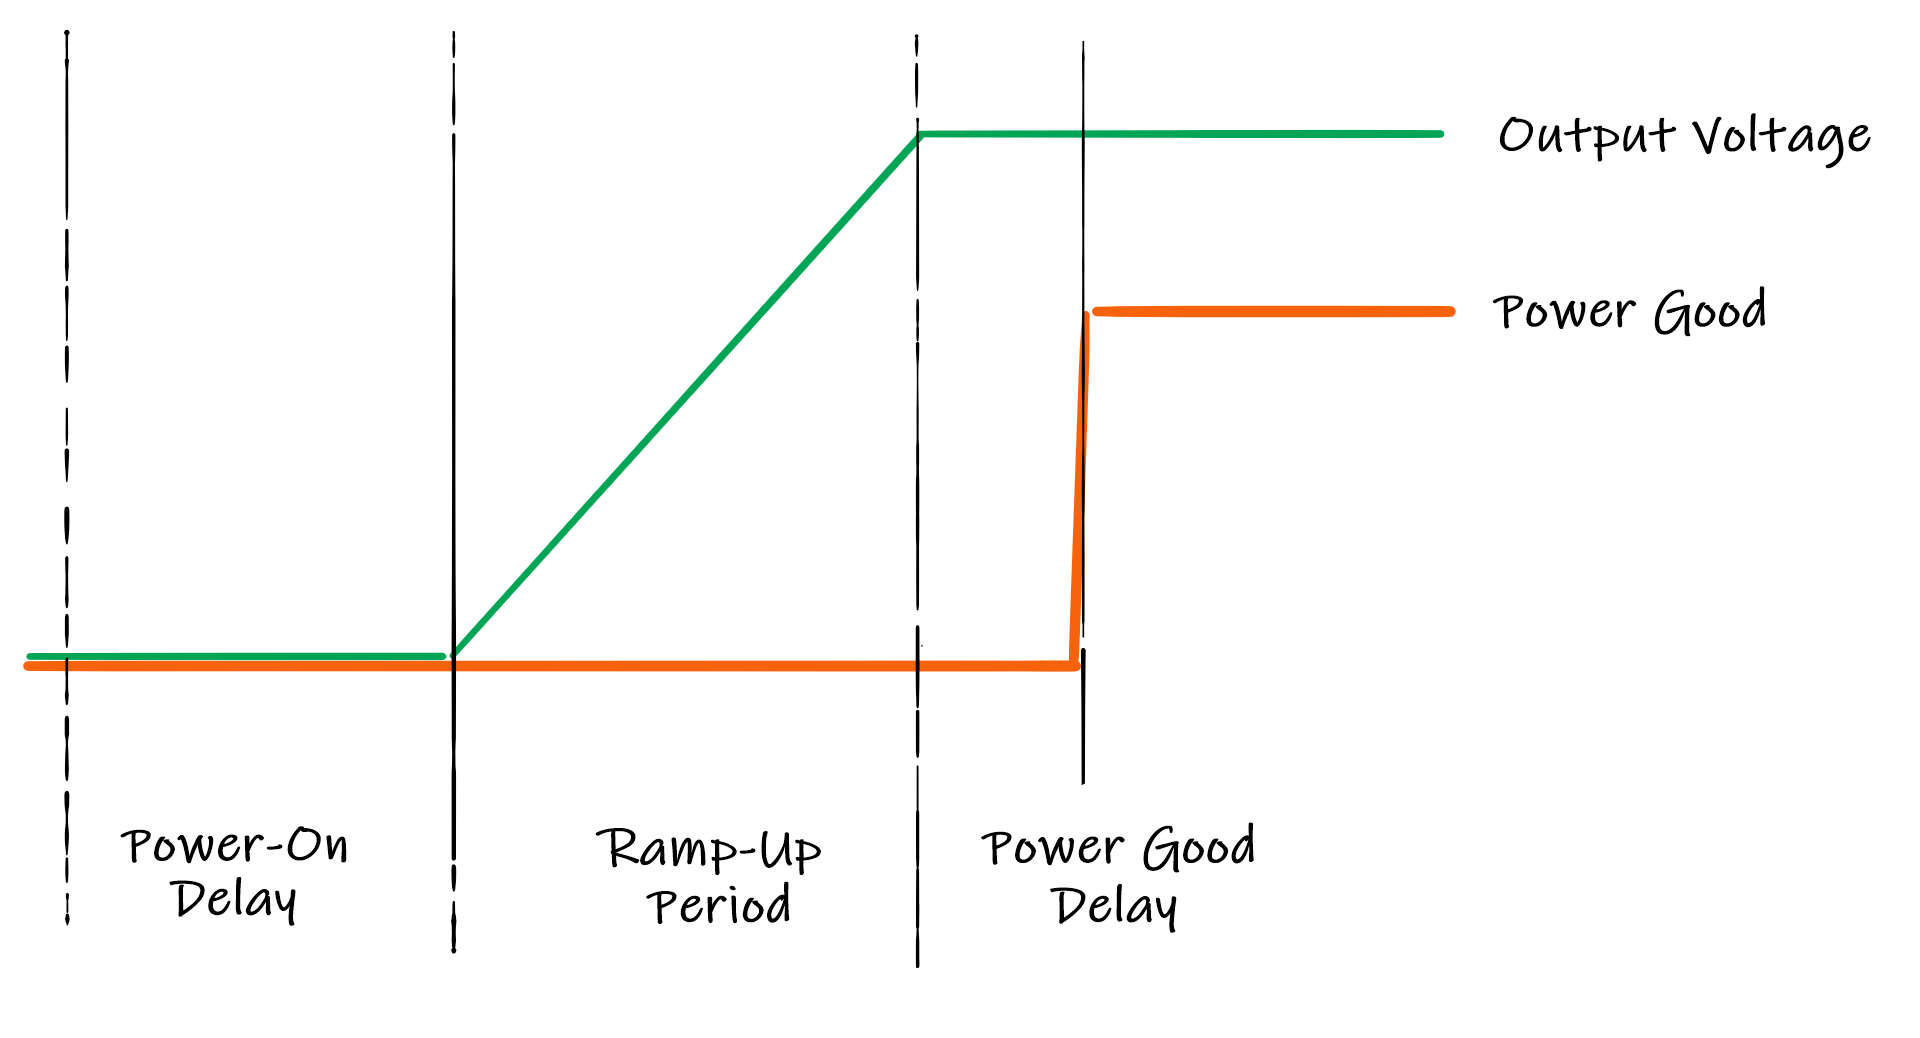 Output Voltage
Power Good
Power-On
Delay
Ramp-Up
Period
Power Good
Delay